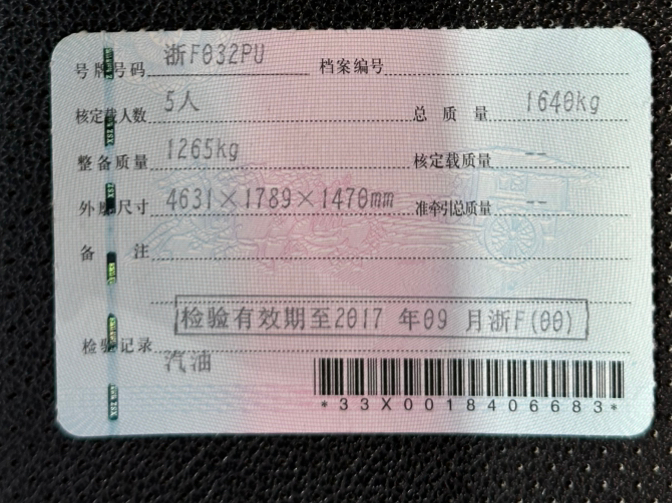 号牌号码 浙F032PU 档案编号
核定载人数 5人 总质量 1640kg
整备质量 1265kg 核定载质量 --
外廓尺寸 4631×1789×1470mm 准牵引总质量 --
备注
检验有效期至2017 年09 月浙F(00)
检验记录
汽油
*33X0018406683*